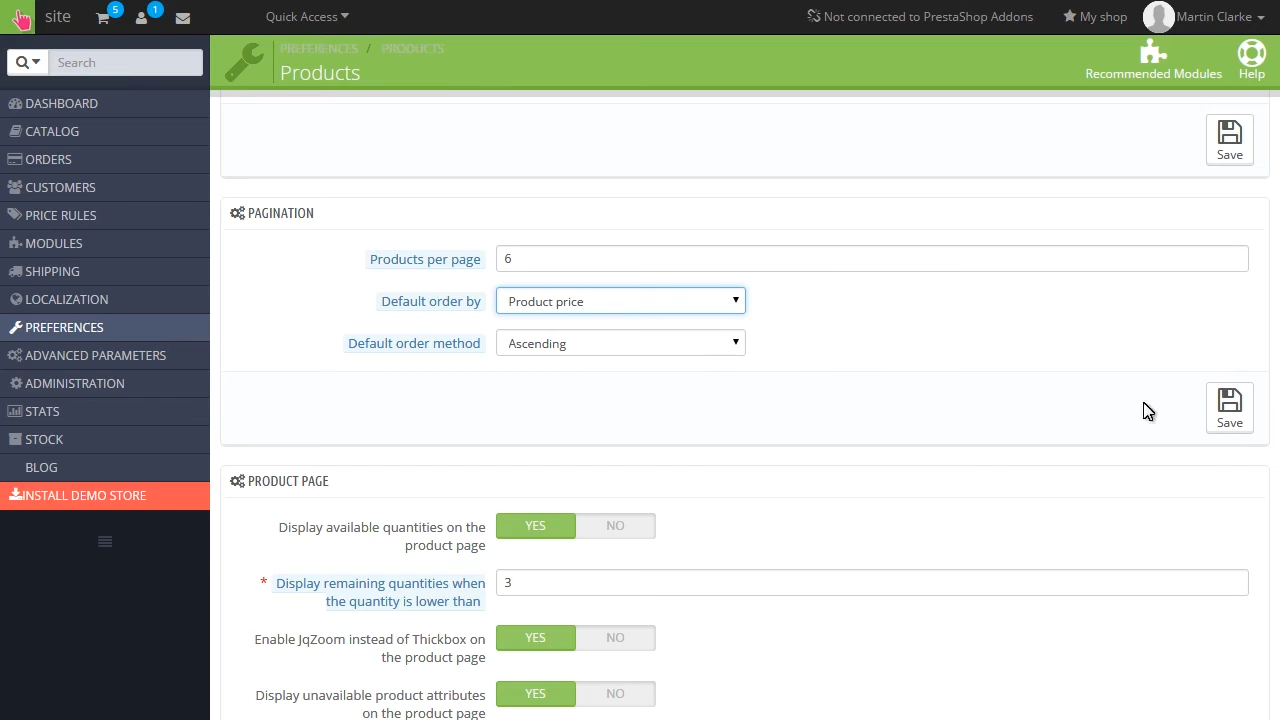 site
5
1
Quick Access
Not connected to PrestaShop Addons
My shop
Martin Clarke
Search
PREFERENCES / PRODUCTS
Products
Recommended Modules
Help
DASHBOARD
CATALOG
ORDERS
CUSTOMERS
PRICE RULES
MODULES
SHIPPING
LOCALIZATION
PREFERENCES
ADVANCED PARAMETERS
ADMINISTRATION
STATS
STOCK
BLOG
INSTALL DEMO STORE
Save
PAGINATION
Products per page 6
Default order by Product price
Default order method Ascending
Save
PRODUCT PAGE
Display available quantities on the
product page
YES NO
* Display remaining quantities when
the quantity is lower than
3
Enable JqZoom instead of Thickbox on
the product page
YES NO
Display unavailable product attributes
on the product page
YES NO